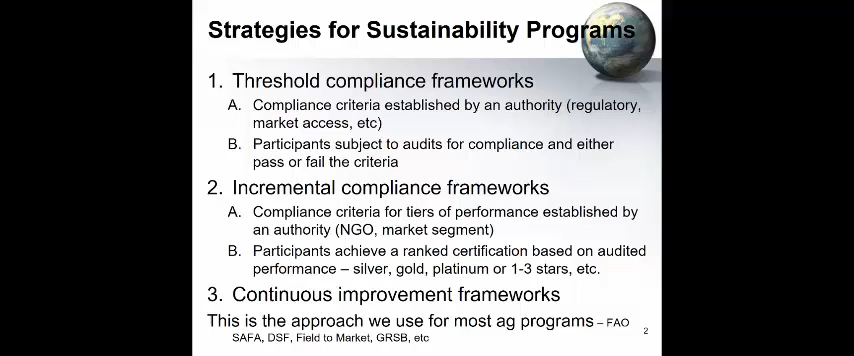 Strategies for Sustainability Programs
1. Threshold compliance frameworks
A. Compliance criteria established by an authority (regulatory,
market access, etc)
B. Participants subject to audits for compliance and either
pass or fail the criteria
2. Incremental compliance frameworks
A. Compliance criteria for tiers of performance established by
an authority (NGO, market segment)
B. Participants achieve a ranked certification based on audited
performance – silver, gold, platinum or 1-3 stars, etc.
3. Continuous improvement frameworks
This is the approach we use for most ag programs – FAO
SAFA, DSF, Field to Market, GRSB, etc
2